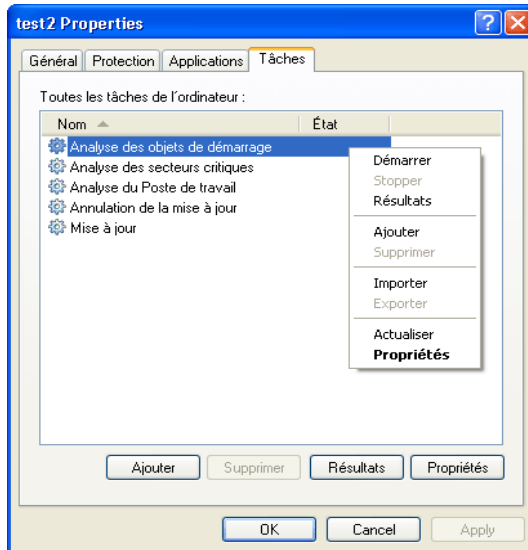 test2 Properties
Général Protection Applications Tâches
Toutes les tâches de l'ordinateur :
Nom État
Analyse des objets de démarrage
Analyse des secteurs critiques
Analyse du Poste de travail
Annulation de la mise à jour
Mise à jour
Démarrer
Stopper
Résultats
Ajouter
Supprimer
Importer
Exporter
Actualiser
Propriétés
Ajouter Supprimer Résultats Propriétés
OK Cancel Apply